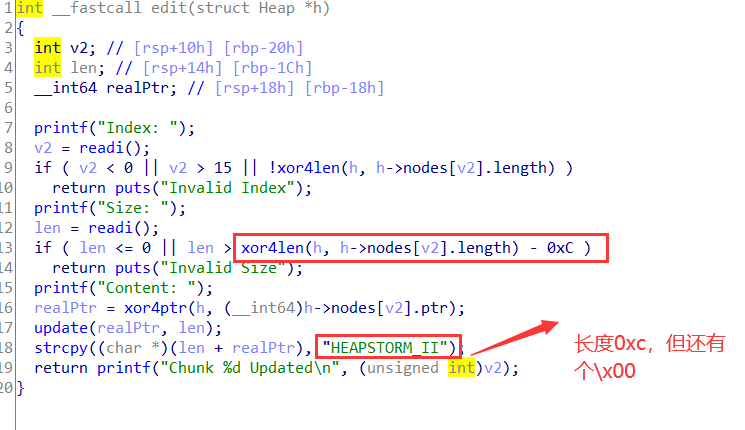 1 int __fastcall edit(struct Heap *h)
2 {
3 int v2; // [rsp+10h] [rbp-20h]
4 int len; // [rsp+14h] [rbp-1Ch]
5 __int64 realPtr; // [rsp+18h] [rbp-18h]
6
7 printf("Index: ");
8 v2 = readi();
9 if ( v2 < 0 || v2 > 15 || !xor4len(h, h->nodes[v2].length) )
10 return puts("Invalid Index");
11 printf("Size: ");
12 len = readi();
13 if ( len <= 0 || len > xor4len(h, h->nodes[v2].length) - 0xC )
14 return puts("Invalid Size");
15 printf("Content: ");
16 realPtr = xor4ptr(h, (__int64)h->nodes[v2].ptr);
17 update(realPtr, len);
18 strcpy((char *)(len + realPtr), "HEAPSTORM_II");
19 return printf("Chunk %d Updated\n", (unsigned int)v2);
20 }
长度0xc，但还有
个\x00